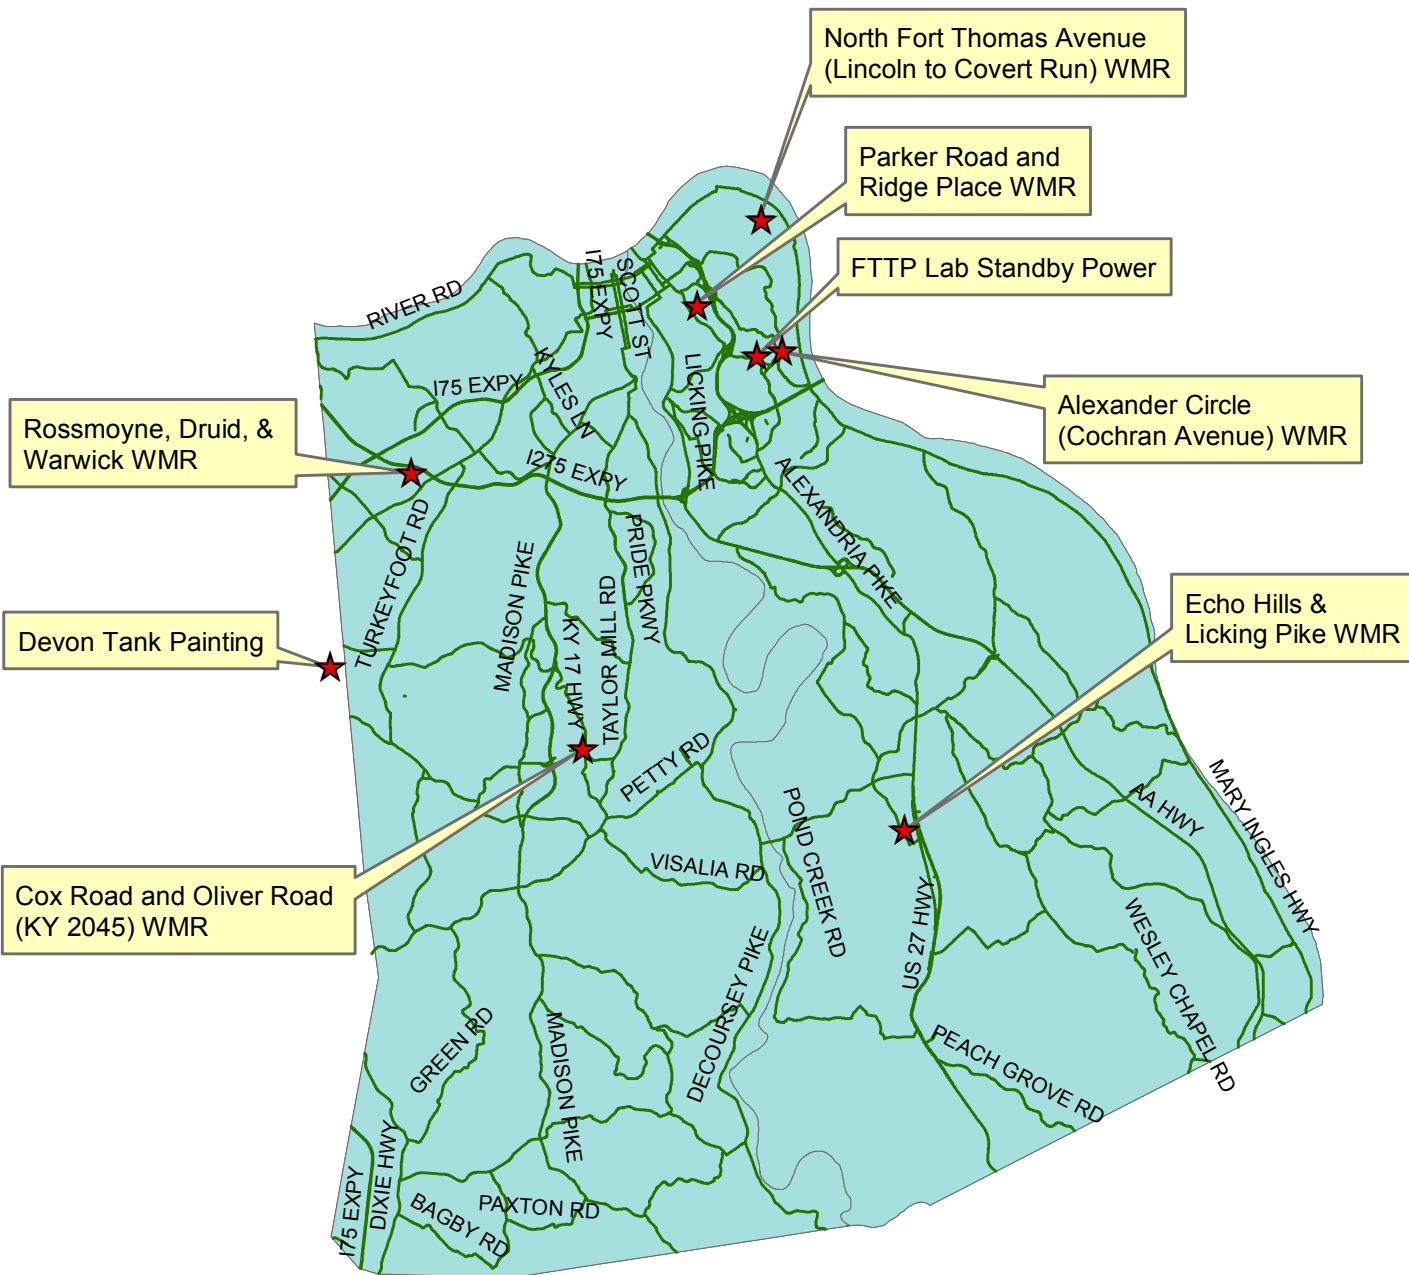 North Fort Thomas Avenue
(Lincoln to Covert Run) WMR
Parker Road and
Ridge Place WMR
FTTP Lab Standby Power
Alexander Circle
(Cochran Avenue) WMR
Rossmoyne, Druid, &
Warwick WMR
Devon Tank Painting
Echo Hills &
Licking Pike WMR
Cox Road and Oliver Road
(KY 2045) WMR
RIVER RD
I75 EXPY
SCOTT ST
I75 EXPY
KYLES LN
LICKING PIKE
I275 EXPY
ALEXANDRIA PIKE
TURKEYFOOT RD
MADISON PIKE
PRIDE PKWY
TAYLOR MILL RD
KY 17 HWY
PETTY RD
VISALIA RD
POND CREEK RD
AA HWY
MARY INGLES HWY
US 27 HWY
WESLEY CHAPEL RD
DECOURSEY PIKE
GREEN RD
MADISON PIKE
PEACH GROVE RD
I75 EXPY
DIXIE HWY
BAGBY RD
PAXTON RD